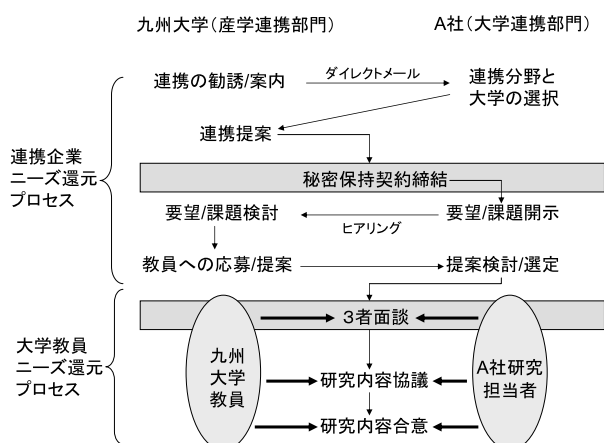 九州大学(産学連携部門)
A社(大学連携部門)
連携の勧誘/案内
ダイレクトメール
連携分野と
大学の選択
連携提案
連携企業
ニーズ還元
プロセス
秘密保持契約締結
要望/課題検討
ヒアリング
要望/課題開示
教員への応募/提案
提案検討/選定
3者面談
大学教員
ニーズ還元
プロセス
九州
大学
教員
A社研究
担当者
研究内容協議
研究内容合意